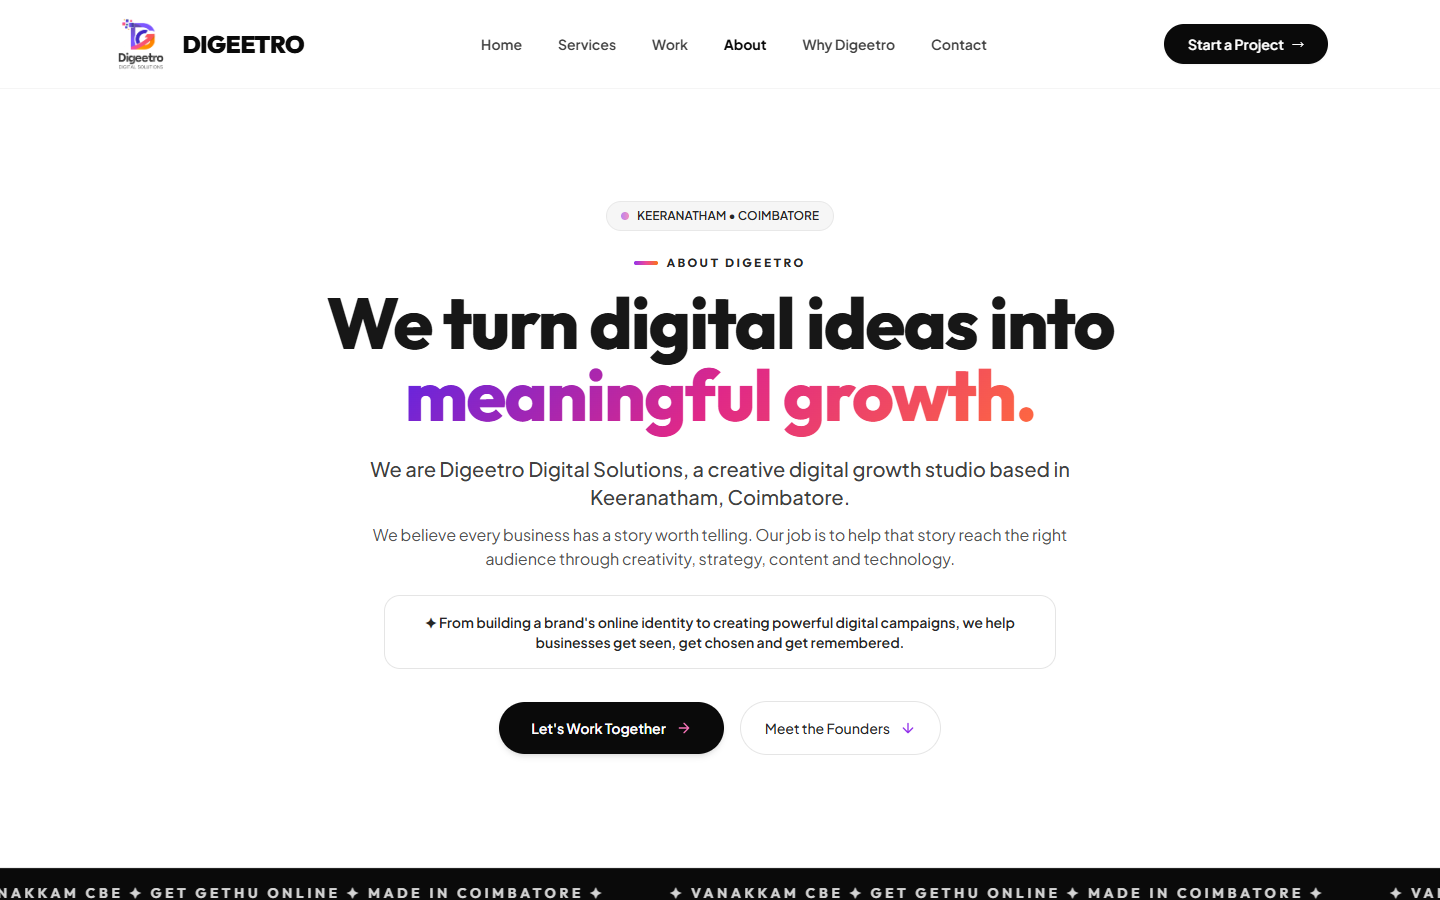 Digeetro
DIGITAL SOLUTIONS
DIGEETRO
Home
Services
Work
About
Why Digeetro
Contact
Start a Project →
KEERANATHAM • COIMBATORE
ABOUT DIGEETRO
We turn digital ideas into
meaningful growth.
We are Digeetro Digital Solutions, a creative digital growth studio based in
Keeranatham, Coimbatore.
We believe every business has a story worth telling. Our job is to help that story reach the right
audience through creativity, strategy, content and technology.
✦ From building a brand's online identity to creating powerful digital campaigns, we help
businesses get seen, get chosen and get remembered.
Let's Work Together →
Meet the Founders ↓
NAKKAM CBE ✦ GET GETHU ONLINE ✦ MADE IN COIMBATORE ✦ ✦ VANAKKAM CBE ✦ GET GETHU ONLINE ✦ MADE IN COIMBATORE ✦ ✦ VA